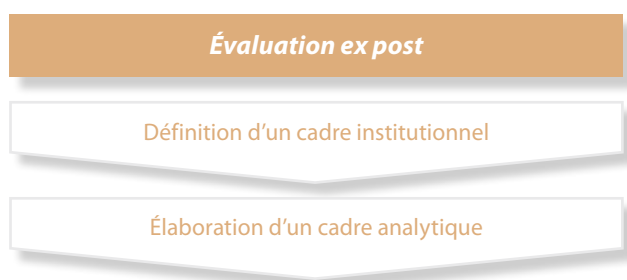 Évaluation ex post
Définition d’un cadre institutionnel
Élaboration d’un cadre analytique